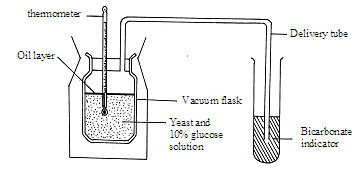 thermometer
Delivery tube
Oil layer
Vacuum flask
Yeast and
10% glucose
solution
Bicarbonate
indicator